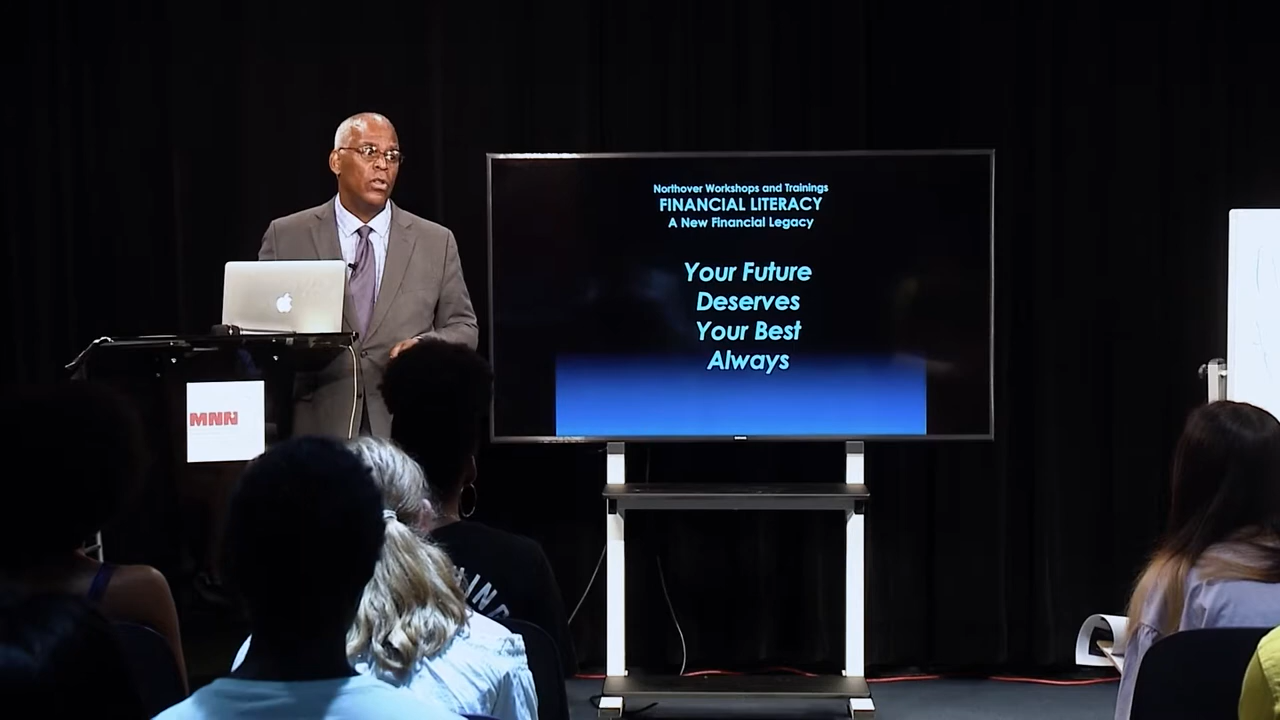 Northover Workshops and Trainings
FINANCIAL LITERACY
A New Financial Legacy
Your Future
Deserves
Your Best
Always
MNN